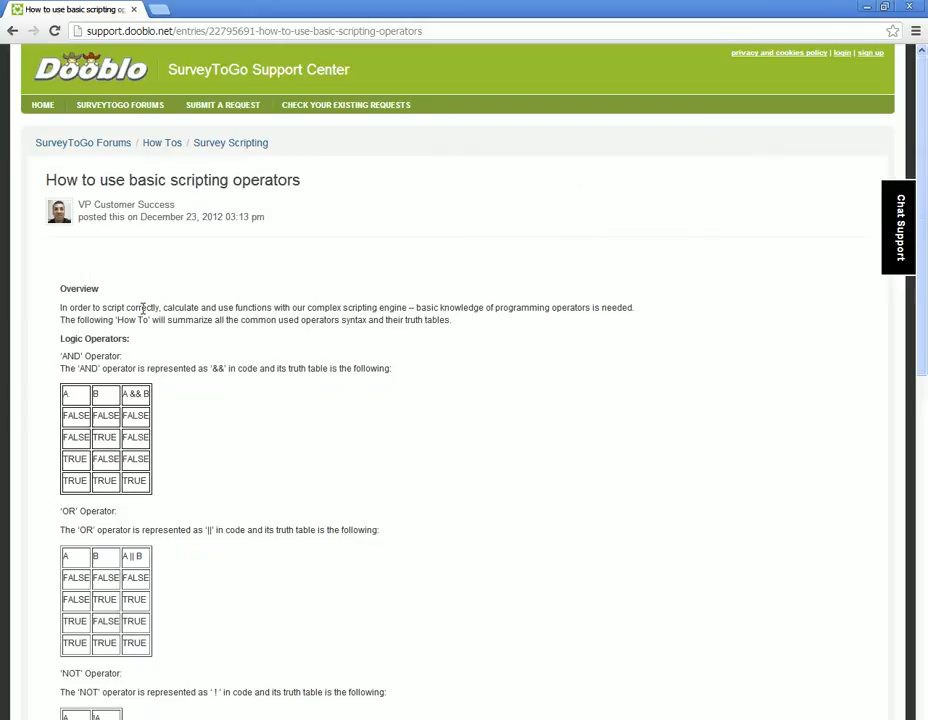 How to use basic scripting op
support.dooblo.net/entries/22795691-how-to-use-basic-scripting-operators
privacy and cookies policy | login | sign up
Dooblo
SurveyToGo Support Center
HOME SURVEYTOGO FORUMS SUBMIT A REQUEST CHECK YOUR EXISTING REQUESTS
SurveyToGo Forums / How Tos / Survey Scripting
How to use basic scripting operators
VP Customer Success
posted this on December 23, 2012 03:13 pm
Chat Support
Overview
In order to script correctly, calculate and use functions with our complex scripting engine – basic knowledge of programming operators is needed.
The following ‘How To’ will summarize all the common used operators syntax and their truth tables.
Logic Operators:
‘AND’ Operator:
The ‘AND’ operator is represented as ‘&&’ in code and its truth table is the following:
A B A && B
FALSE FALSE FALSE
FALSE TRUE FALSE
TRUE FALSE FALSE
TRUE TRUE TRUE
‘OR’ Operator:
The ‘OR’ operator is represented as ‘||’ in code and its truth table is the following:
A B A || B
FALSE FALSE FALSE
FALSE TRUE TRUE
TRUE FALSE TRUE
TRUE TRUE TRUE
‘NOT’ Operator:
The ‘NOT’ operator is represented as ‘ ! ‘ in code and its truth table is the following:
A !A